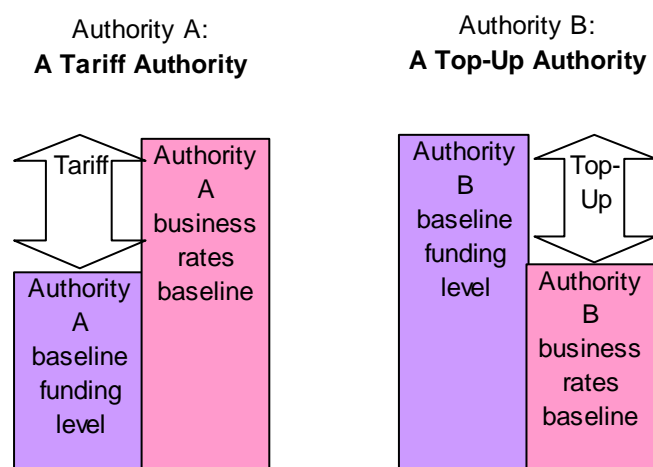 Authority A:
A Tariff Authority
Tariff
Authority
A
business
rates
baseline
Authority
A
baseline
funding
level
Authority B:
A Top-Up Authority
Authority
B
baseline
funding
level
Top-
Up
Authority
B
business
rates
baseline